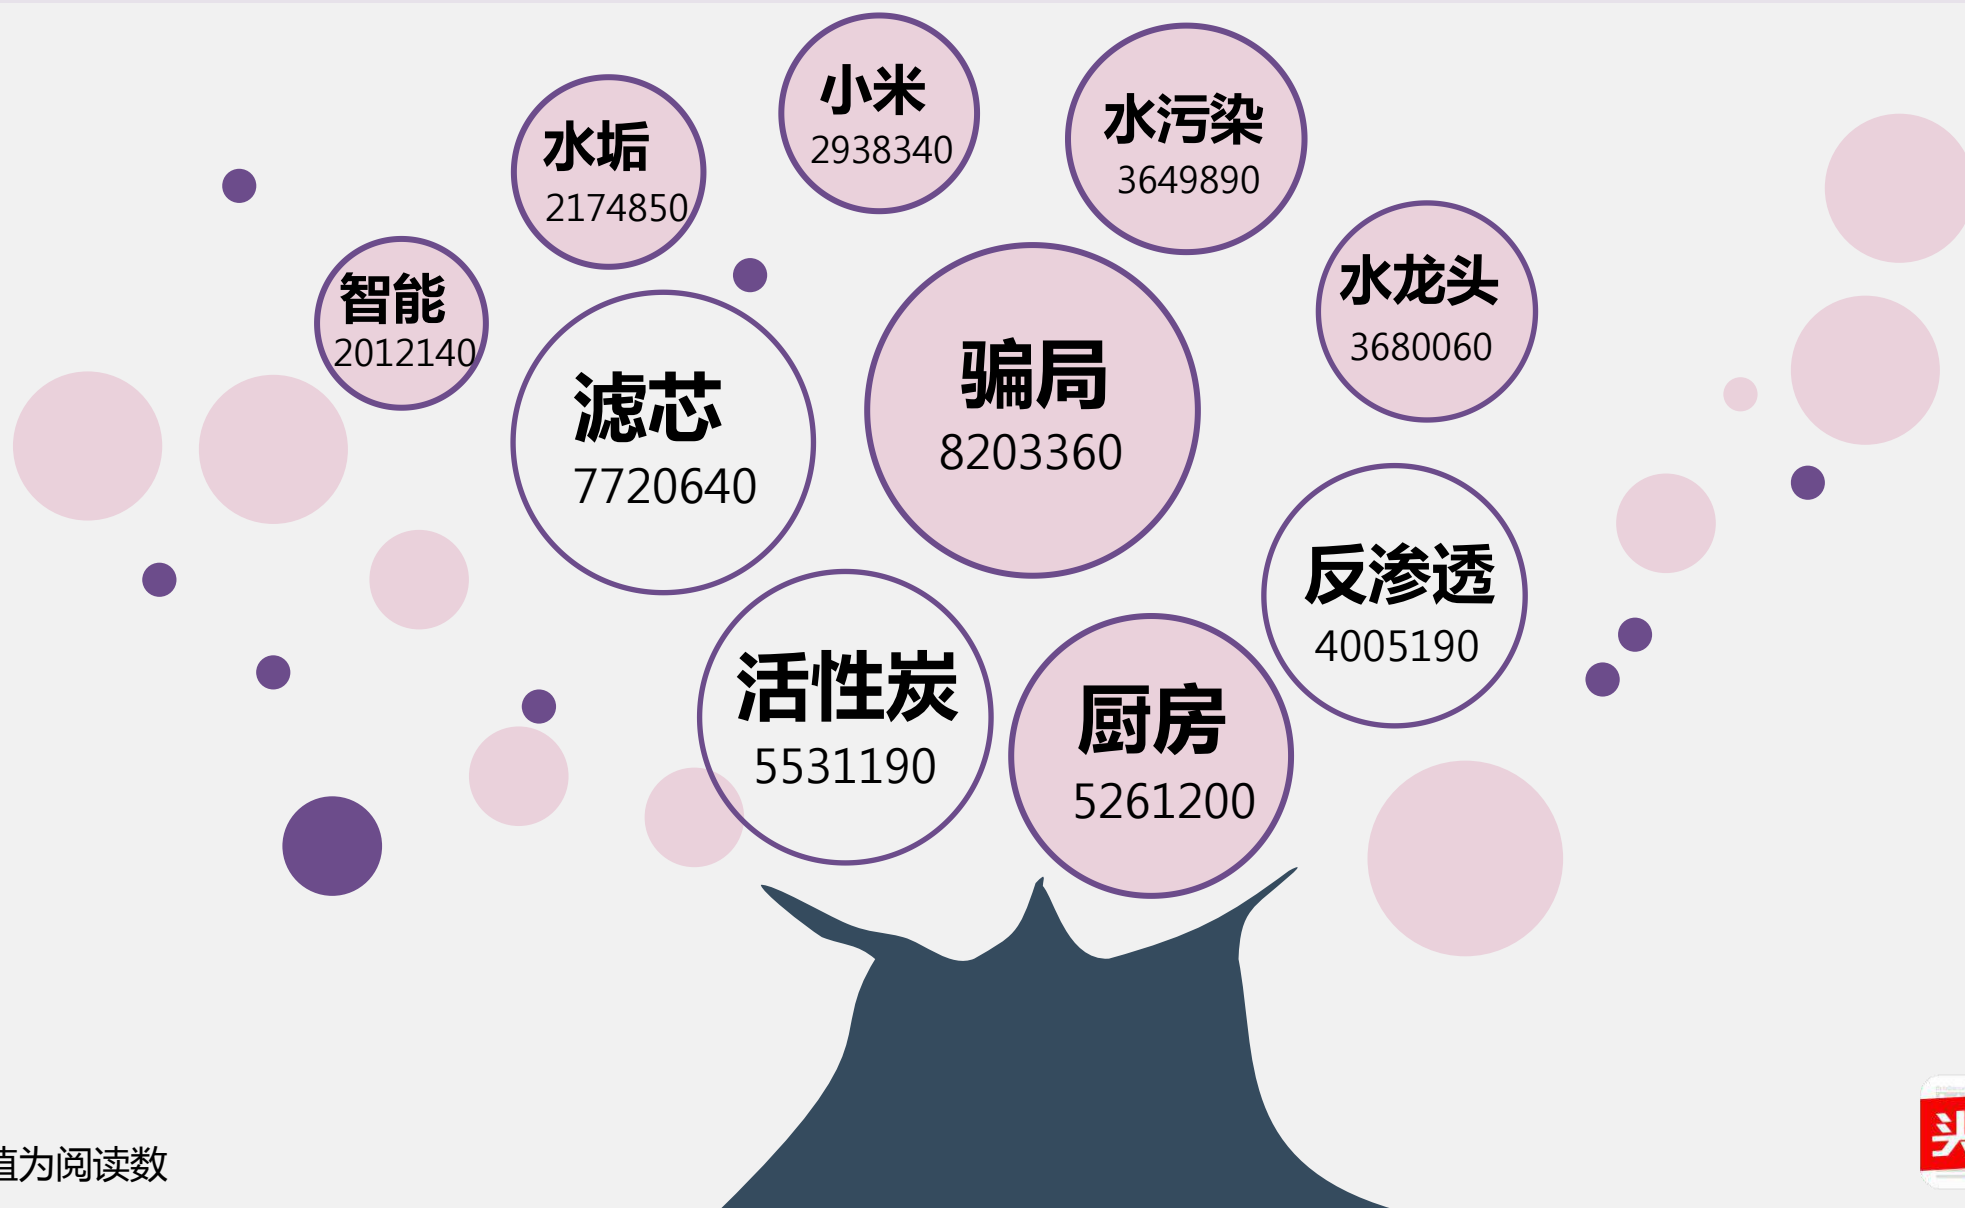 小米
2938340
水污染
3649890
水垢
2174850
水龙头
3680060
智能
2012140
骗局
8203360
滤芯
7720640
反渗透
4005190
活性炭
5531190
厨房
5261200
值为阅读数
头